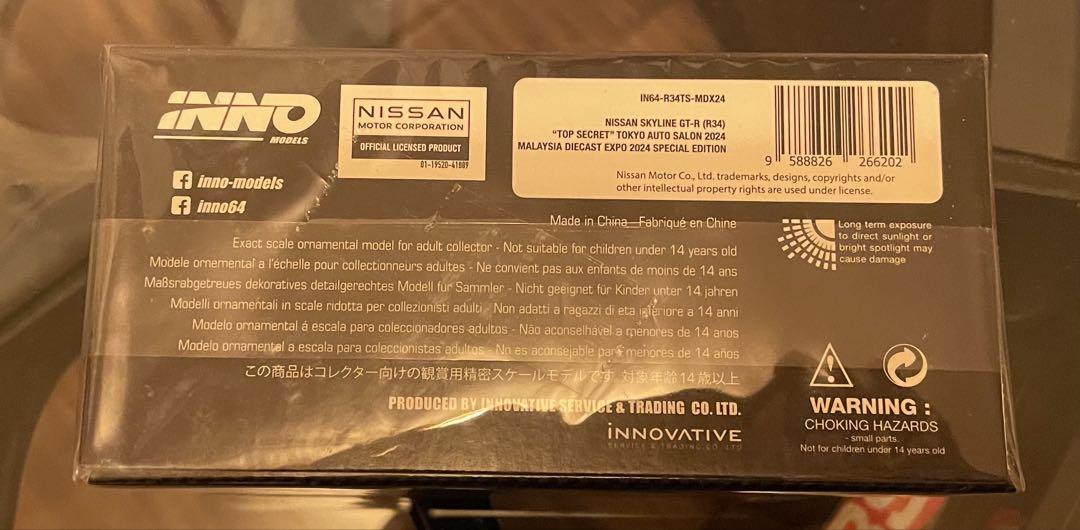 INNO
MODELS
inno-models
inno64
NISSAN
MOTOR CORPORATION
OFFICIAL LICENSED PRODUCT
01-19520-41889
IN64-R34TS-MDX24
NISSAN SKYLINE GT-R (R34)
"TOP SECRET" TOKYO AUTO SALON 2024
MALAYSIA DIECAST EXPO 2024 SPECIAL EDITION
9 588826 266202
Nissan Motor Co., Ltd. trademarks, designs, copyrights and/or
other intellectual property rights are used under license.
Made in China Fabriqué en Chine
Long term exposure
to direct sunlight or
bright spotlight may
cause damage
Exact scale ornamental model for adult collector - Not suitable for children under 14 years old
Modele ornemental a l'échelle pour collectionneurs adultes - Ne convient pas aux enfants de moins de 14 ans
Maßsrabgetreues dekoratives detailgerechtes Modell fur Sammler - Nicht geeignet für Kinder unter 14 jahren
Modelli ornamentali in scale ridotta per collezionisti adulti - Non adatti a ragazzi di eta inferiore a 14 anni
Modelo ornamental á escala para coleccionadores adultos - Não aconselhável a menores de 14 anos
Modelo ornamental a escala para coleccionistas adultos - No es aconsejable para menores de 14 años
この商品はコレクター向けの観賞用精密スケールモデルです. 対象年齢14歳以上
PRODUCED BY INNOVATIVE SERVICE & TRADING CO. LTD.
INNOVATIVE
SERVICE & TRADING CO. LTD
WARNING :
CHOKING HAZARDS
- small parts.
Not for children under 14 years old